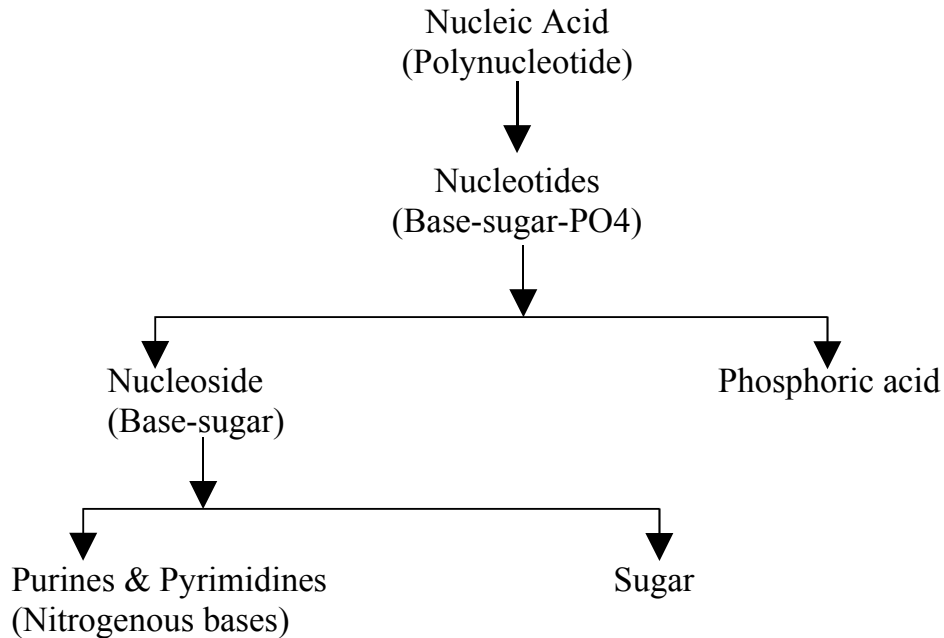 Nucleic Acid
(Polynucleotide)
Nucleotides
(Base-sugar-PO4)
Nucleoside
(Base-sugar)
Phosphoric acid
Purines & Pyrimidines
(Nitrogenous bases)
Sugar